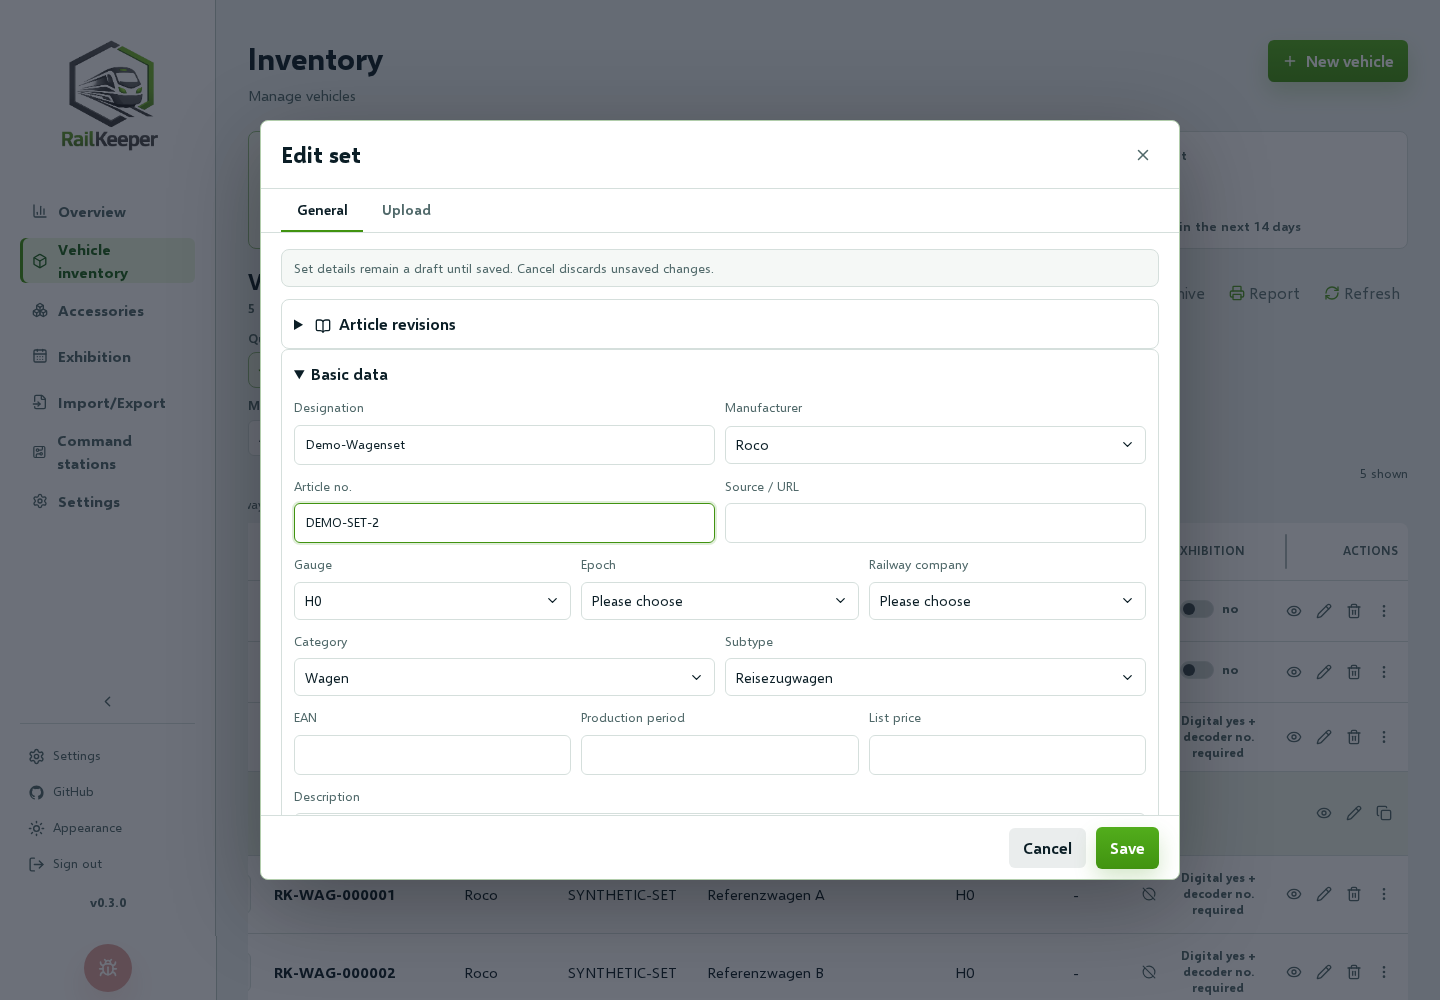 RailKeeper
Overview
Vehicle
inventory
Accessories
Exhibition
Import/Export
Command
stations
Settings
Settings
GitHub
Appearance
Sign out
v0.3.0
Inventory
Manage vehicles
New vehicle
in the next 14 days
Report
Refresh
5 shown
Edit set
General
Upload
Set details remain a draft until saved. Cancel discards unsaved changes.
Article revisions
Basic data
Designation
Manufacturer
Demo-Wagenset
Roco
Article no.
Source / URL
DEMO-SET-2
Gauge
Epoch
Railway company
H0
Please choose
Please choose
Category
Subtype
Wagen
Reisezugwagen
EAN
Production period
List price
Description
Cancel
Save
ACTIONS
no
no
Digital yes +
decoder no.
required
RK-WAG-000001
Roco
SYNTHETIC-SET
Referenzwagen A
H0
-
Digital yes +
decoder no.
required
RK-WAG-000002
Roco
SYNTHETIC-SET
Referenzwagen B
H0
-
Digital yes +
decoder no.
required